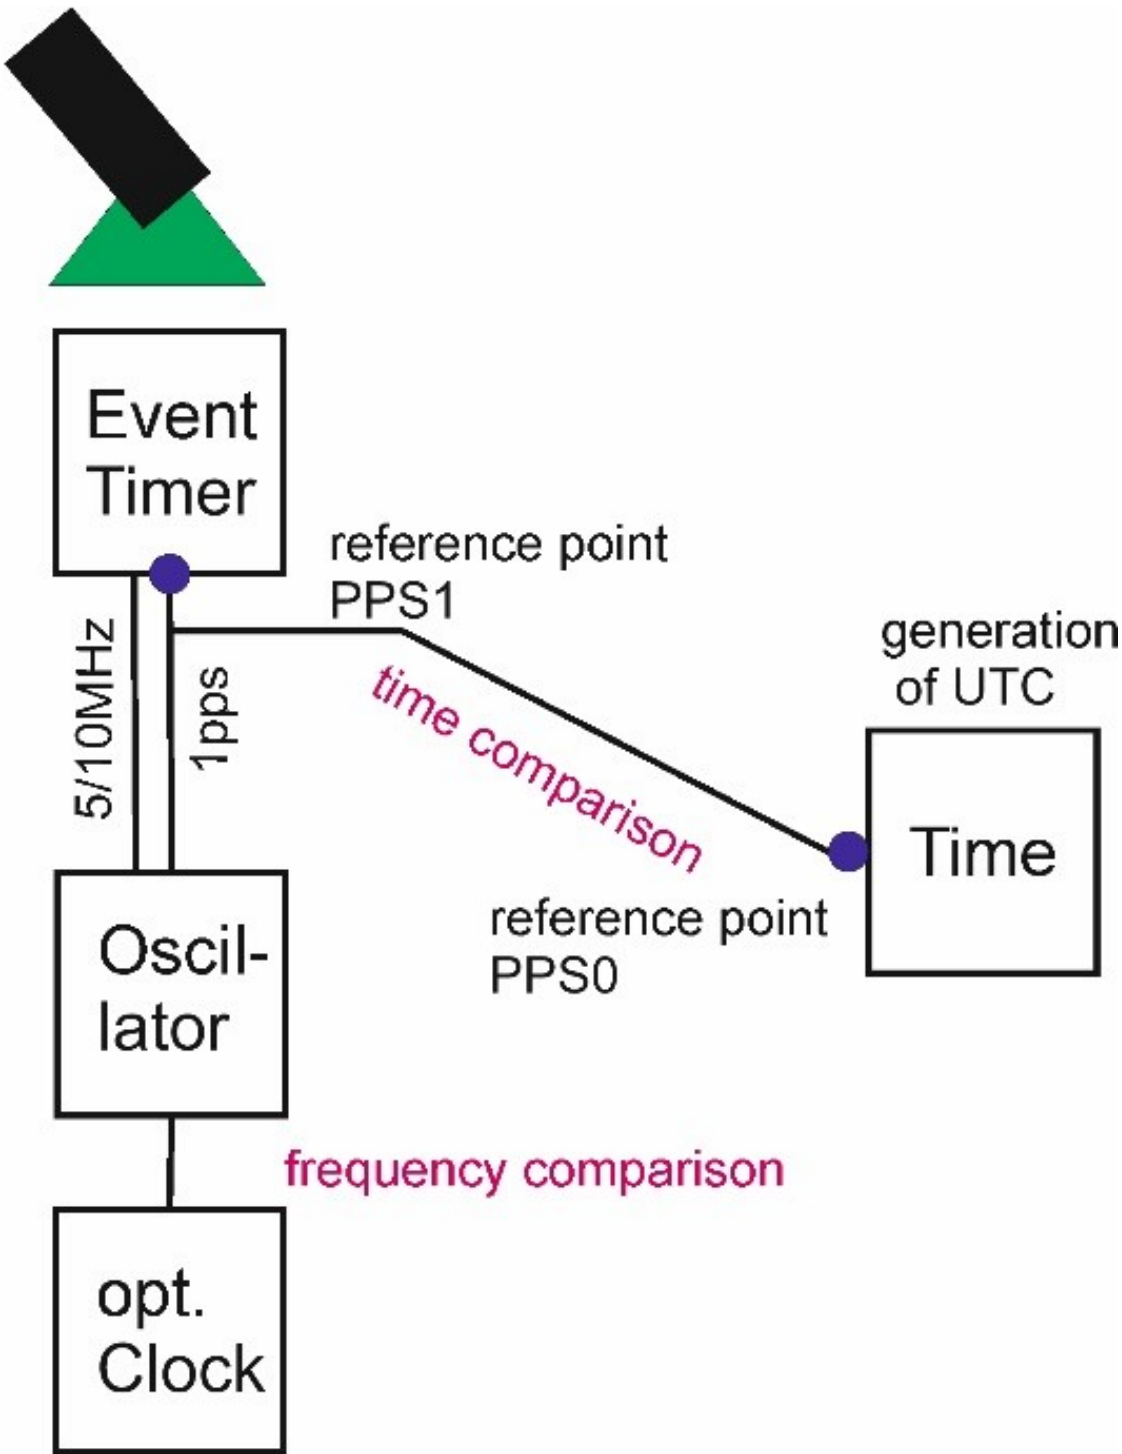 Event
Timer
reference point
PPS1
5/10MHz
1pps
time comparison
generation
of UTC
Time
reference point
PPS0
Oscil-
lator
frequency comparison
opt.
Clock